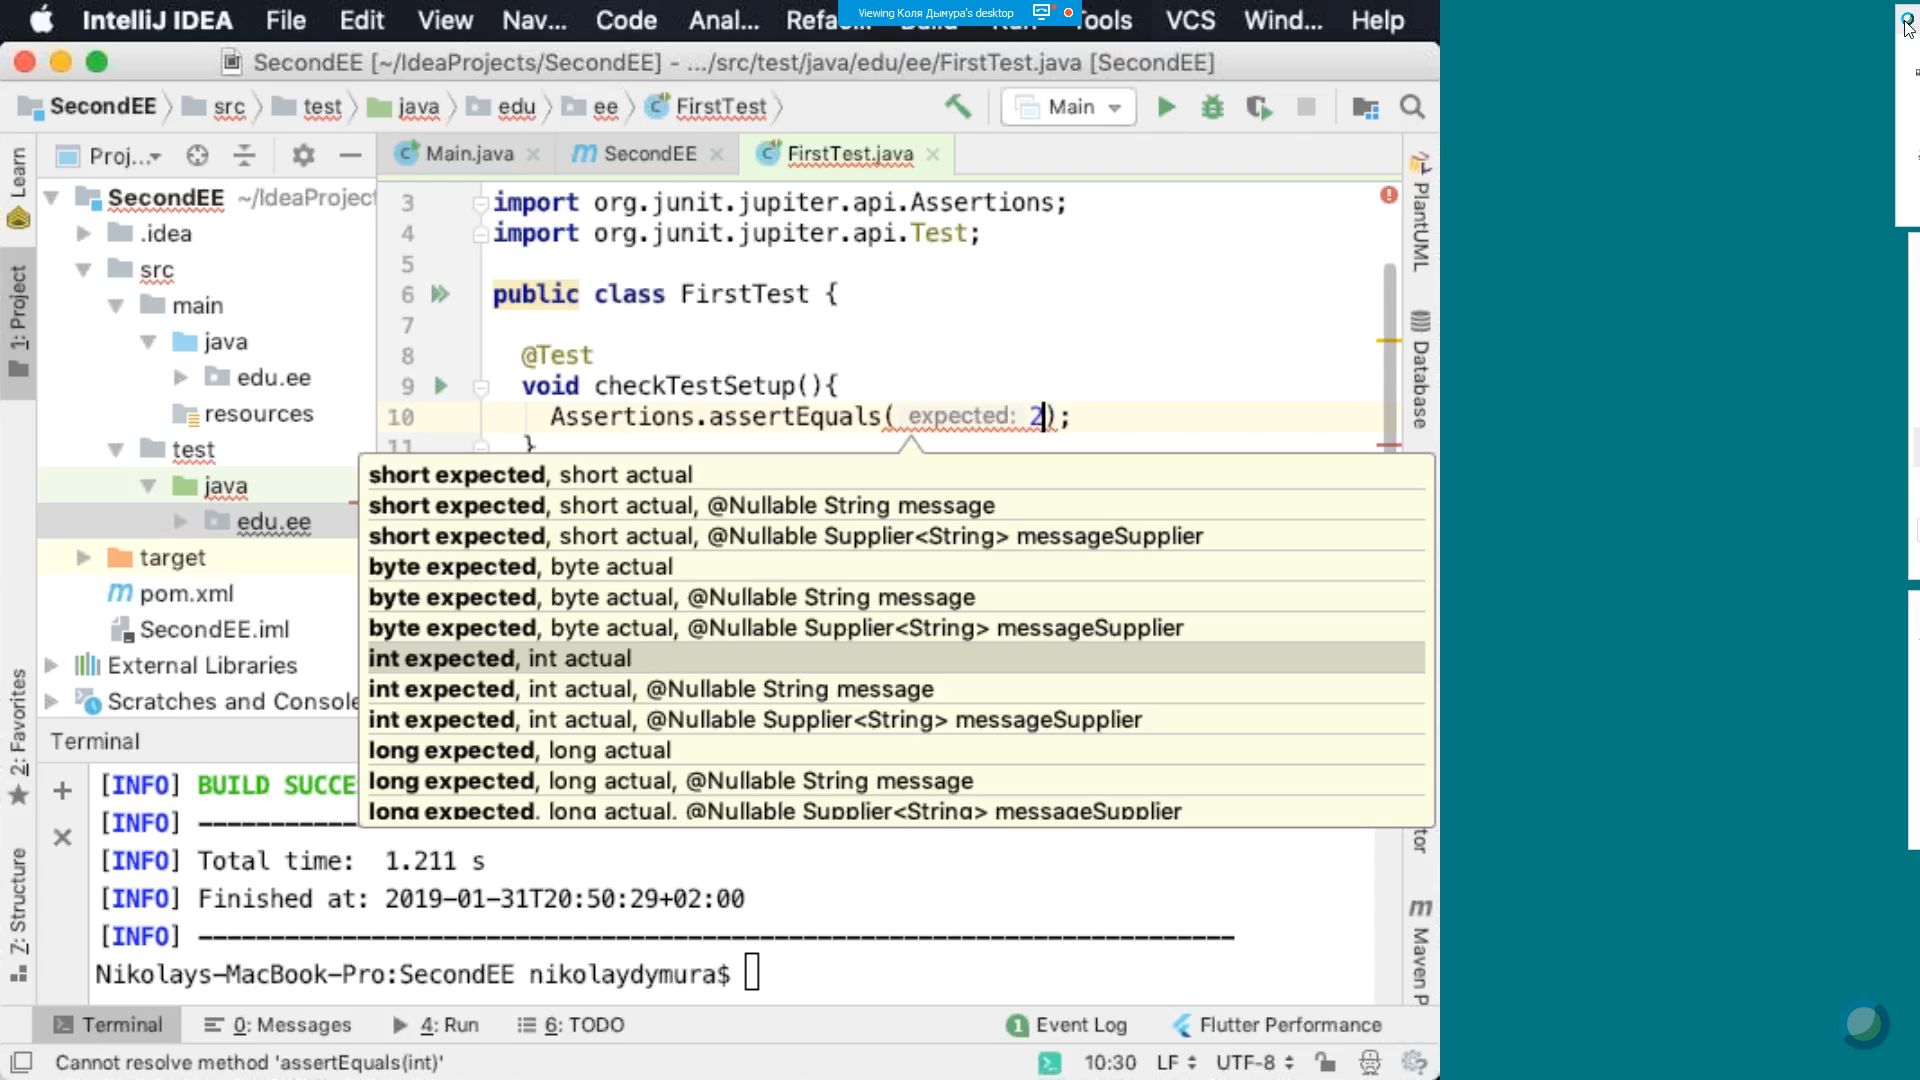 IntelliJ IDEA File Edit View Nav... Code Anal... Refa... Build Run Tools VCS Wind... Help
Viewing Коля Дымура's desktop
SecondEE [~/IdeaProjects/SecondEE] - .../src/test/java/edu/ee/FirstTest.java [SecondEE]
SecondEE src test java edu ee FirstTest Main
Learn
1: Project
2: Favorites
7: Structure
Proj...
SecondEE ~/IdeaProject
.idea
src
main
java
edu.ee
resources
test
java
edu.ee
target
pom.xml
SecondEE.iml
External Libraries
Scratches and Console
Main.java SecondEE FirstTest.java
3 import org.junit.jupiter.api.Assertions;
4 import org.junit.jupiter.api.Test;
5
6 public class FirstTest {
7
8 @Test
9 void checkTestSetup(){
10 Assertions.assertEquals( expected: 2);
11 }
short expected, short actual
short expected, short actual, @Nullable String message
short expected, short actual, @Nullable Supplier<String> messageSupplier
byte expected, byte actual
byte expected, byte actual, @Nullable String message
byte expected, byte actual, @Nullable Supplier<String> messageSupplier
int expected, int actual
int expected, int actual, @Nullable String message
int expected, int actual, @Nullable Supplier<String> messageSupplier
long expected, long actual
long expected, long actual, @Nullable String message
long expected, long actual, @Nullable Supplier<String> messageSupplier
PlantUML
Database
tor
Maven P
Terminal
[INFO] BUILD SUCCE
[INFO] ------------------------------------------------------------------------
[INFO] Total time: 1.211 s
[INFO] Finished at: 2019-01-31T20:50:29+02:00
[INFO] ------------------------------------------------------------------------
Nikolays-MacBook-Pro:SecondEE nikolaydymura$
Terminal 0: Messages 4: Run 6: TODO 1 Event Log Flutter Performance
Cannot resolve method 'assertEquals(int)' 10:30 LF UTF-8